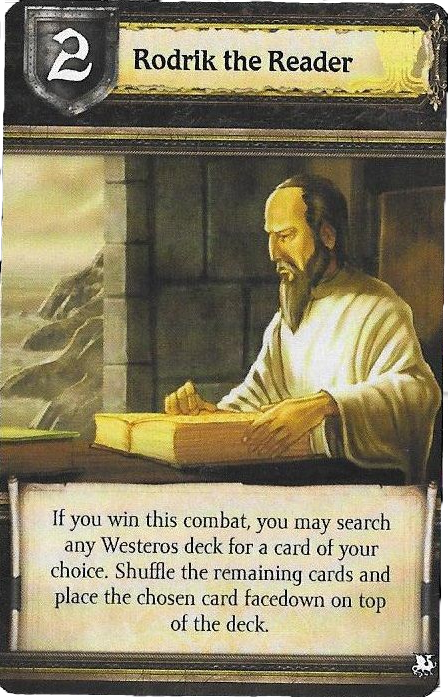 2
Rodrik the Reader
If you win this combat, you may search
any Westeros deck for a card of your
choice. Shuffle the remaining cards and
place the chosen card facedown on top
of the deck.